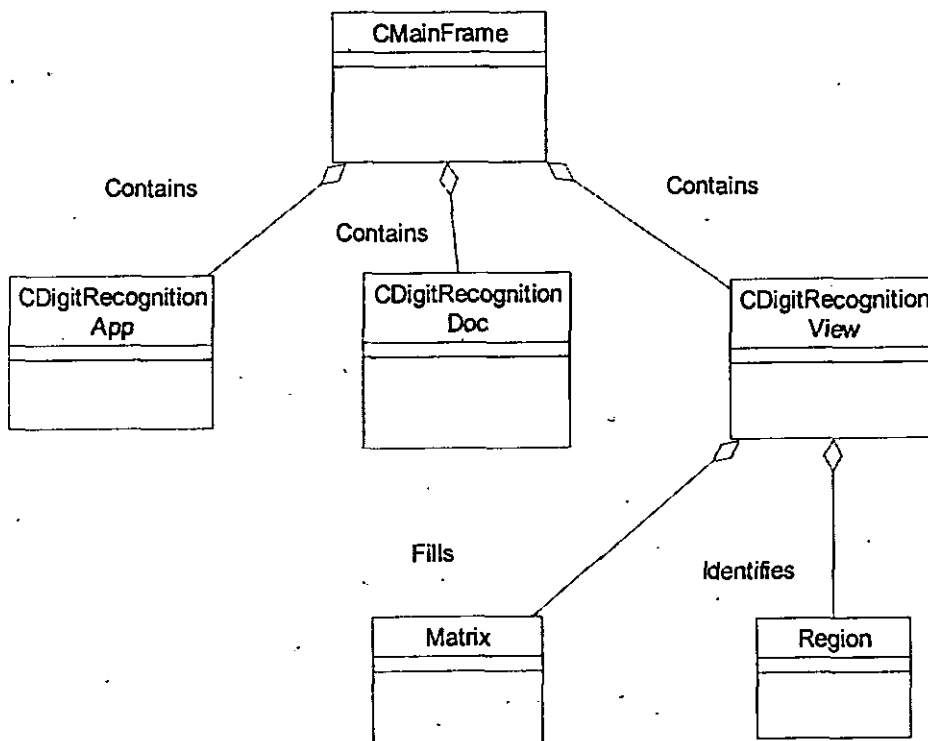 CMainFrame
Contains
Contains
Contains
CDigitRecognition
App
CDigitRecognition
Doc
CDigitRecognition
View
Fills
Identifies
Matrix
Region